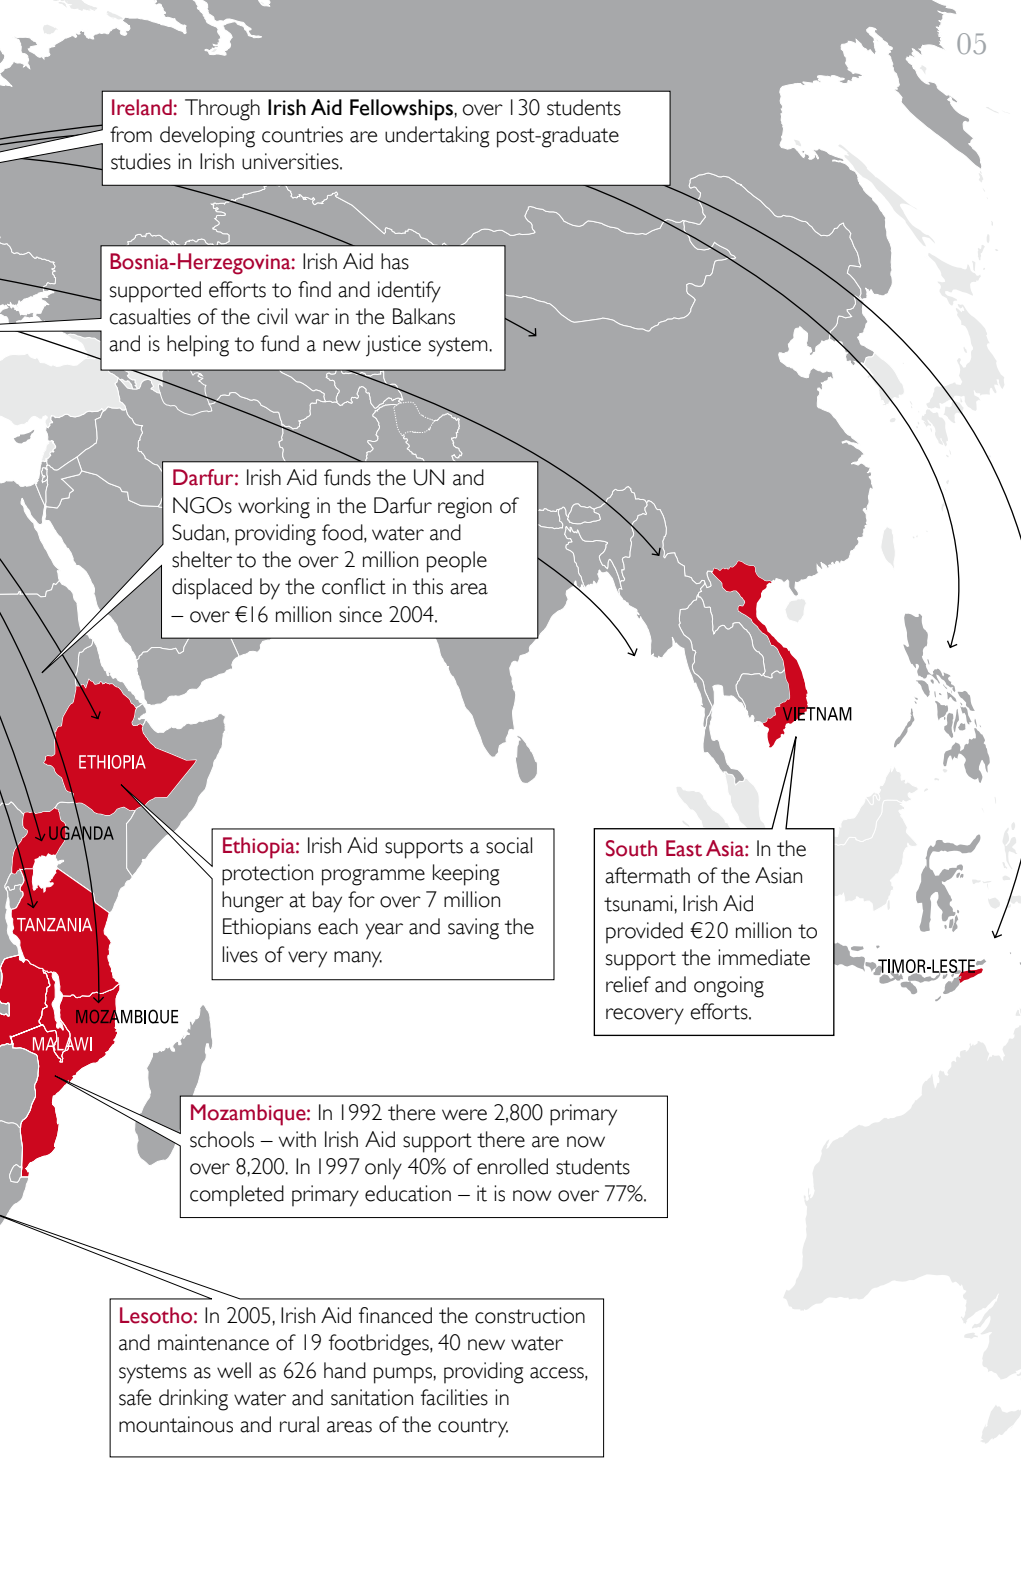 05
Ireland: Through Irish Aid Fellowships, over 130 students
from developing countries are undertaking post-graduate
studies in Irish universities.
Bosnia-Herzegovina: Irish Aid has
supported efforts to find and identify
casualties of the civil war in the Balkans
and is helping to fund a new justice system.
Darfur: Irish Aid funds the UN and
NGOs working in the Darfur region of
Sudan, providing food, water and
shelter to the over 2 million people
displaced by the conflict in this area
– over €16 million since 2004.
VIETNAM
ETHIOPIA
UGANDA
Ethiopia: Irish Aid supports a social
protection programme keeping
hunger at bay for over 7 million
Ethiopians each year and saving the
lives of very many.
South East Asia: In the
aftermath of the Asian
tsunami, Irish Aid
provided €20 million to
support the immediate
relief and ongoing
recovery efforts.
TANZANIA
TIMOR-LESTE
MOZAMBIQUE
MALAWI
Mozambique: In 1992 there were 2,800 primary
schools – with Irish Aid support there are now
over 8,200. In 1997 only 40% of enrolled students
completed primary education – it is now over 77%.
Lesotho: In 2005, Irish Aid financed the construction
and maintenance of 19 footbridges, 40 new water
systems as well as 626 hand pumps, providing access,
safe drinking water and sanitation facilities in
mountainous and rural areas of the country.